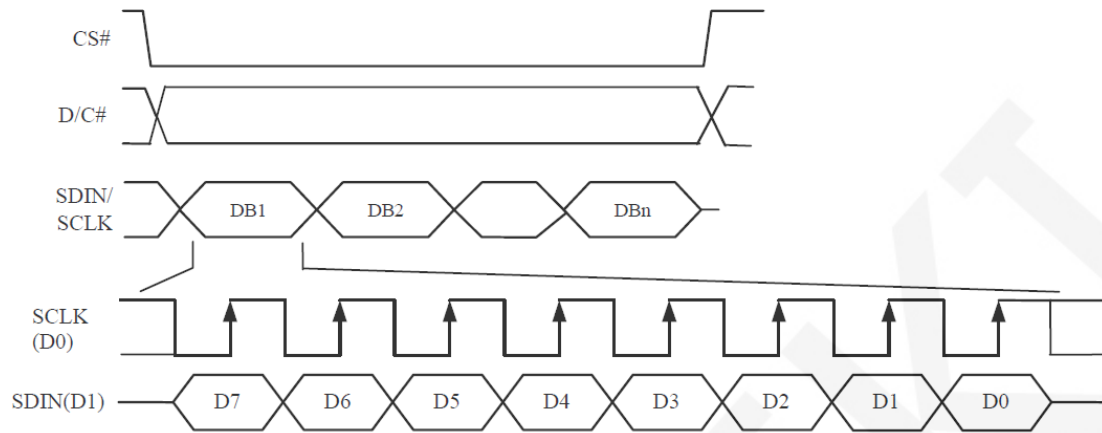 CS#
D/C#
SDIN/
SCLK
DB1 DB2 DBn
SCLK
(D0)
SDIN(D1) D7 D6 D5 D4 D3 D2 D1 D0